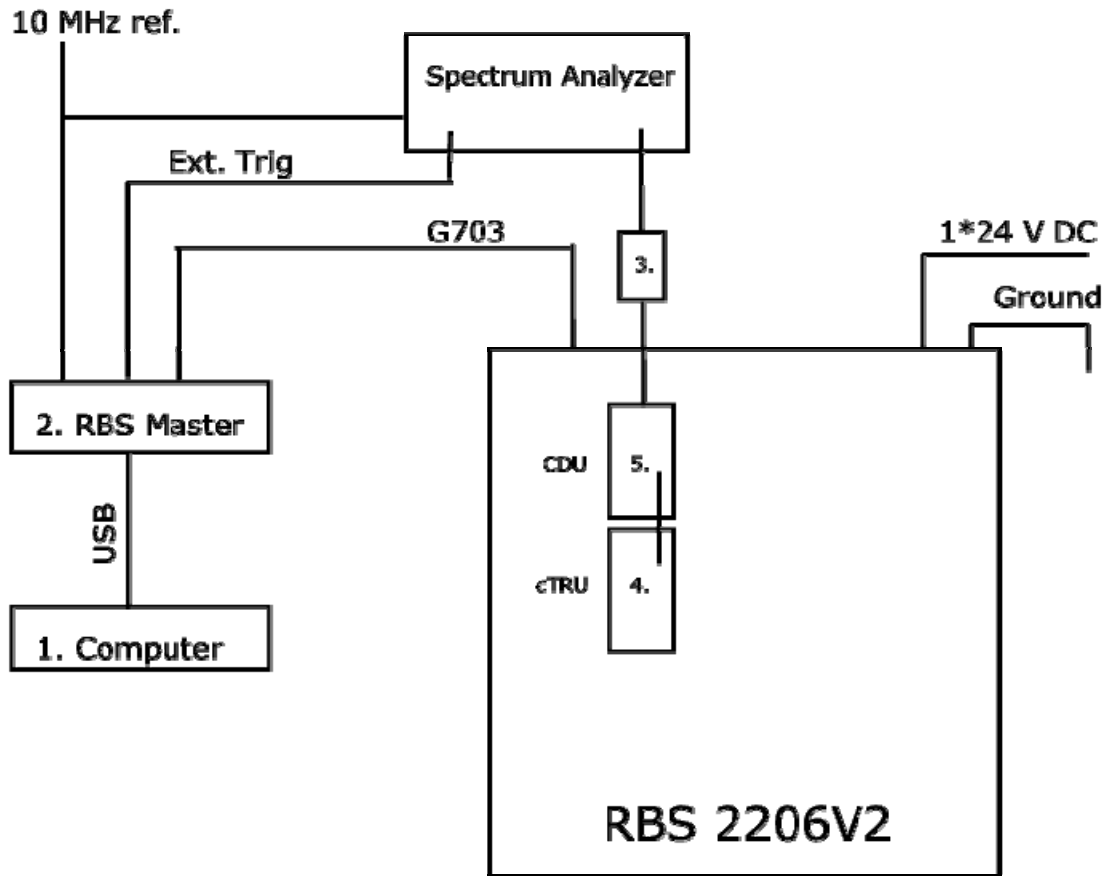 10 MHz ref.
Spectrum Analyzer
Ext. Trig
G703
3.
1*24 V DC
Ground
2. RBS Master
CDU
5.
USB
cTRU
4.
1. Computer
RBS 2206V2